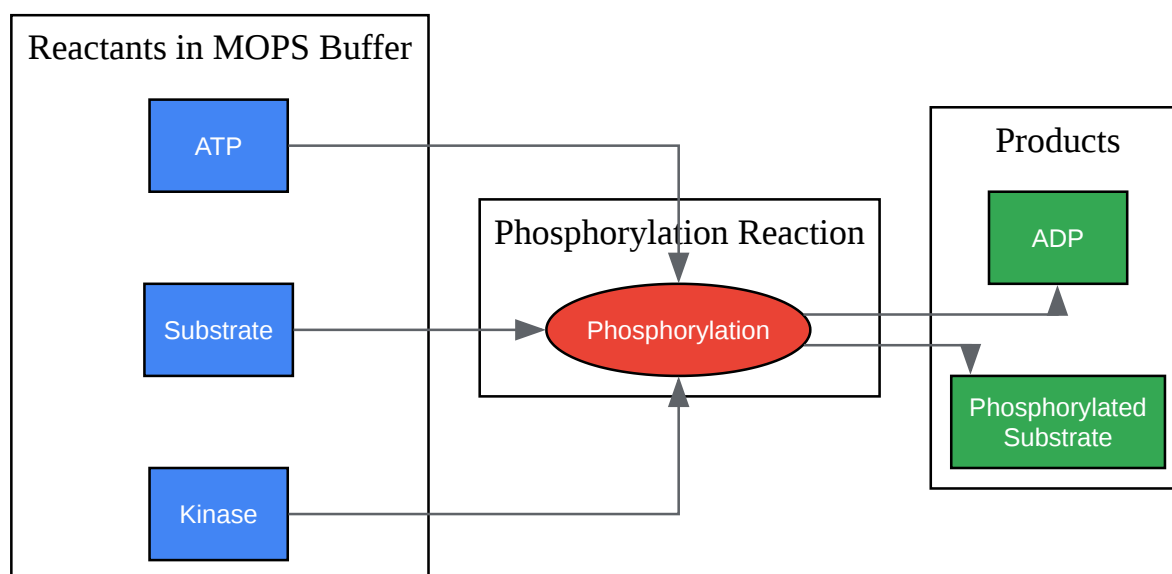 Reactants in MOPS Buffer
ATP
Substrate
Kinase
Phosphorylation Reaction
Phosphorylation
Products
ADP
Phosphorylated
Substrate